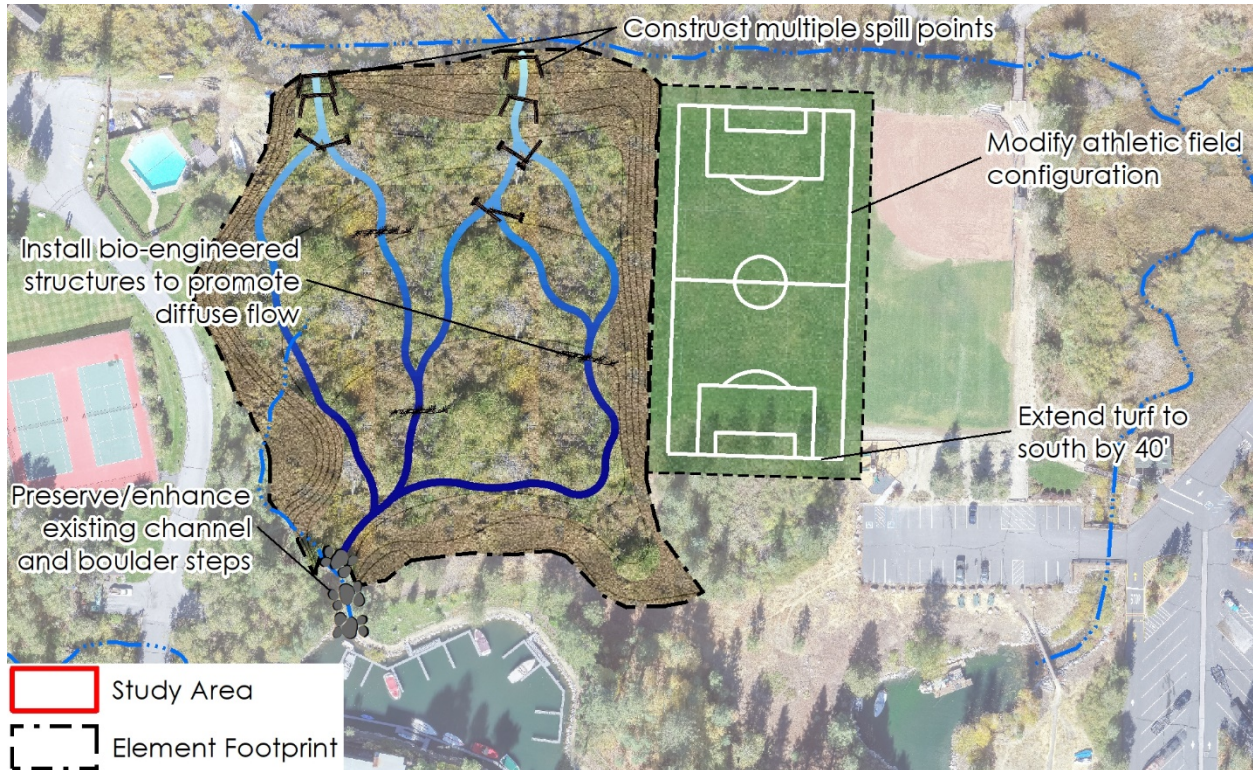 Construct multiple spill points
Modify athletic field
configuration
Install bio-engineered
structures to promote
diffuse flow
Extend turf to
south by 40'
Preserve/enhance
existing channel
and boulder steps
Study Area
Element Footprint